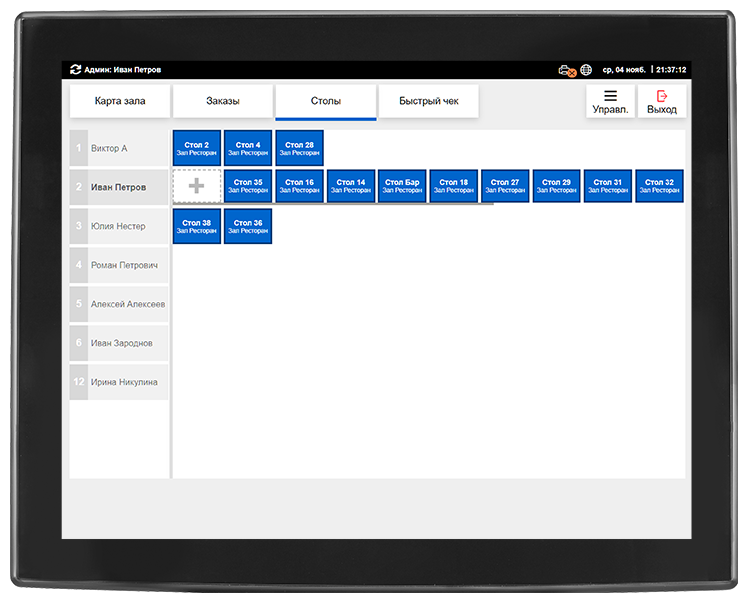 Админ: Иван Петров
ср, 04 нояб. | 21:37:12
Карта зала
Заказы
Столы
Быстрый чек
Управл.
Выход
1 Виктор А
Стол 2
Зал Ресторан
Стол 4
Зал Ресторан
Стол 28
Зал Ресторан
2 Иван Петров
Стол 35
Зал Ресторан
Стол 16
Зал Ресторан
Стол 14
Зал Ресторан
Стол Бар
Зал Ресторан
Стол 18
Зал Ресторан
Стол 27
Зал Ресторан
Стол 29
Зал Ресторан
Стол 31
Зал Ресторан
Стол 32
Зал Ресторан
3 Юлия Нестер
Стол 38
Зал Ресторан
Стол 36
Зал Ресторан
4 Роман Петрович
5 Алексей Алексеев
6 Иван Зароднов
12 Ирина Никулина